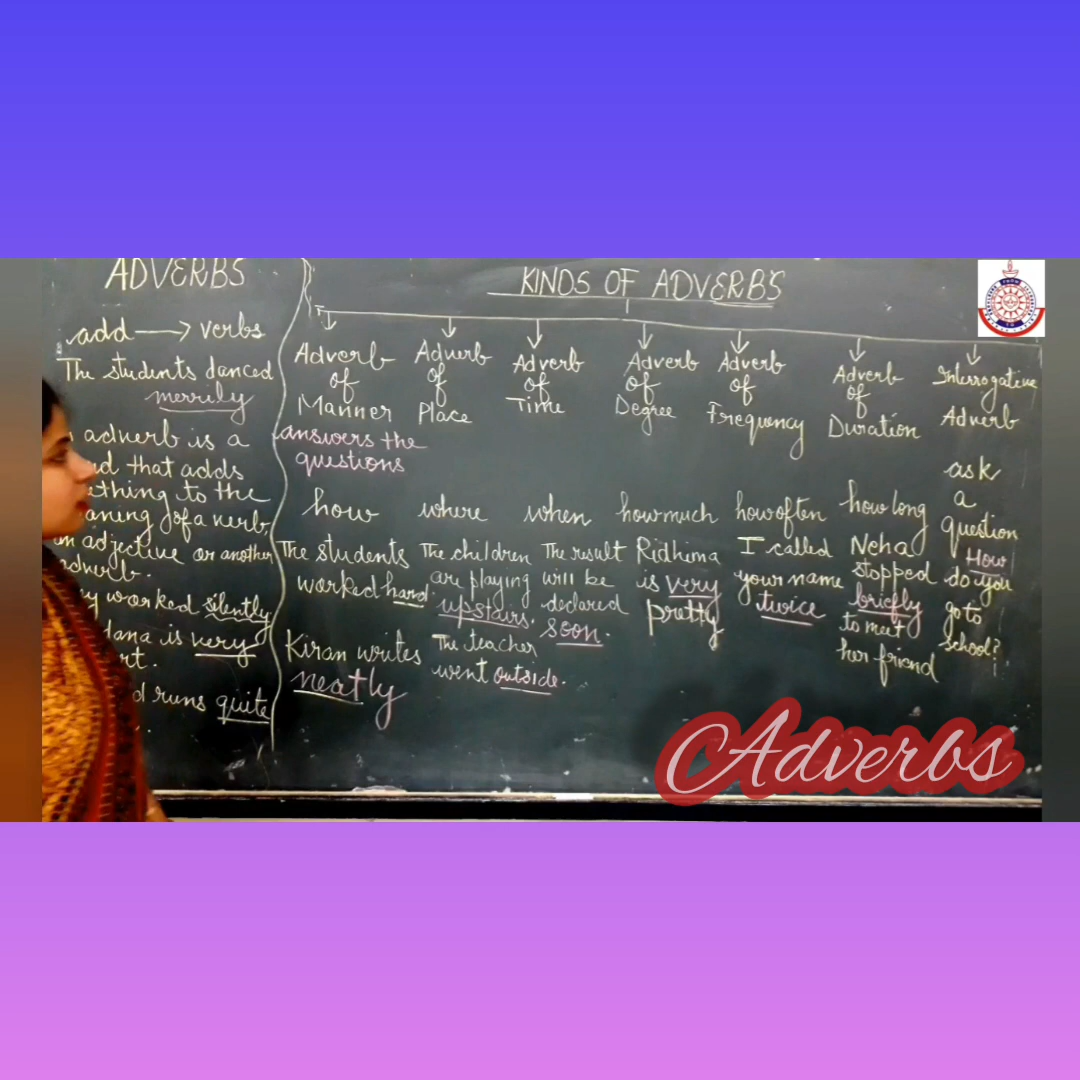 ADVERBS
add → verbs
The students danced
merrily
adverb is a
that adds
to the
of a verb,
an adjective or another
adverb.
worked silently
is very
runs quite
KINDS OF ADVERBS
Adverb
of
Manner
answers the
questions
how
The students
worked hard.
Kiran writes
neatly
Adverb
of
Place
where
The children
are playing
upstairs.
The teacher
went outside.
Adverb
of
Time
when
The result
will be
declared
soon.
Adverb
of
Degree
how much
Ridhima
is very
pretty
Adverb
of
Frequency
how often
I called
your name
twice
Adverb
of
Duration
how long
Neha
stopped
briefly
to meet
her friend
Interrogative
Adverb
ask
a
question
How
do you
go to
school?
Adverbs